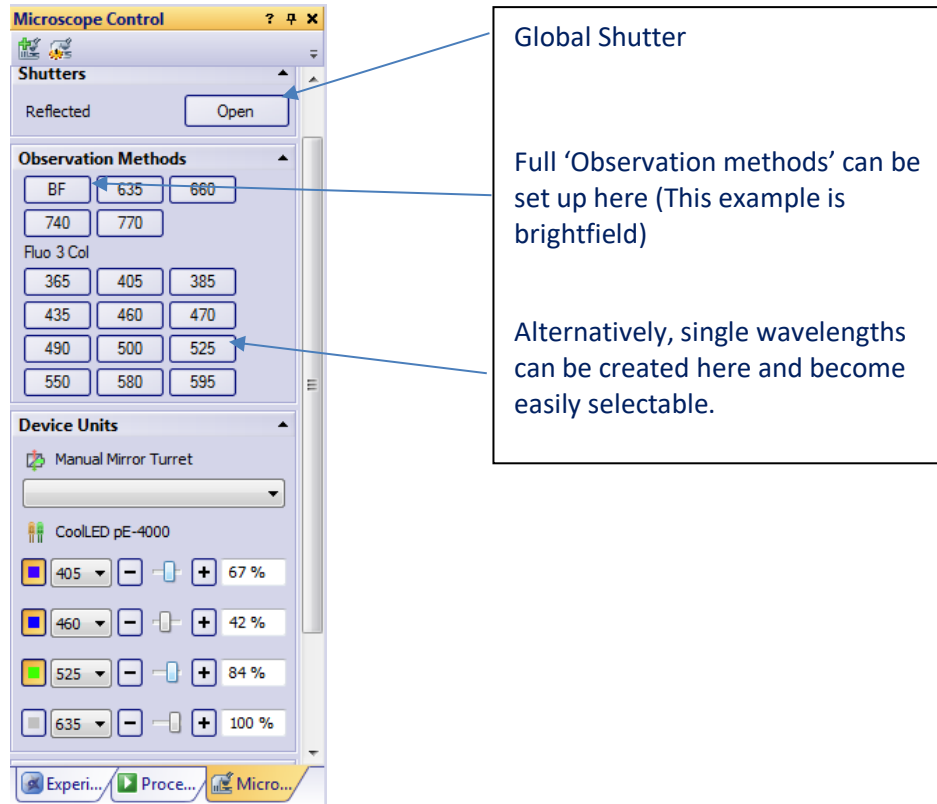 Microscope Control ?
Shutters
Reflected Open
Observation Methods
BF 635 660
740 770
Fluo 3 Col
365 405 385
435 460 470
490 500 525
550 580 595
Device Units
Manual Mirror Turret
CoolLED pE-4000
405 − + 67 %
460 − + 42 %
525 − + 84 %
635 − + 100 %
Experi... Proce... Micro...
Global Shutter
Full ‘Observation methods’ can be
set up here (This example is
brightfield)
Alternatively, single wavelengths
can be created here and become
easily selectable.